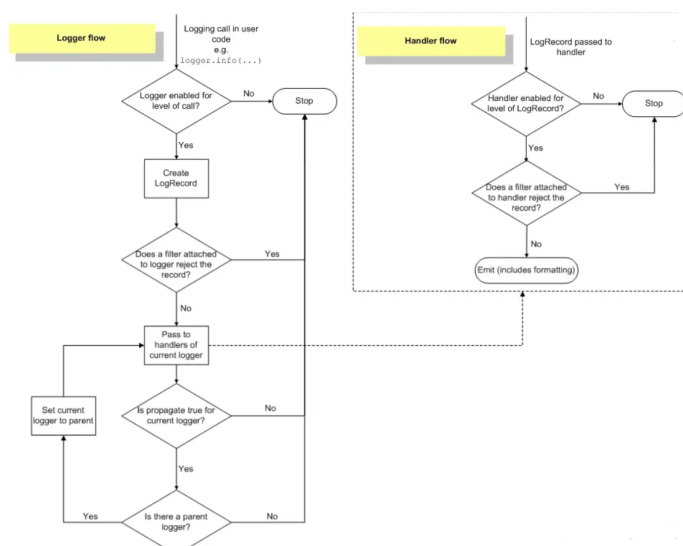 Logger flow
Logging call in user
code
e.g.
logger.info(...)
Logger enabled for
level of call?
No
Stop
Yes
Create
LogRecord
Does a filter attached
to logger reject the
record?
Yes
No
Pass to
handlers of
current logger
Set current
logger to parent
Is propagate true for
current logger?
No
Yes
Is there a parent
logger?
Yes
No
Handler flow
LogRecord passed to
handler
Handler enabled for
level of LogRecord?
No
Stop
Yes
Does a filter attached
to handler reject the
record?
Yes
No
Emit (includes formatting)